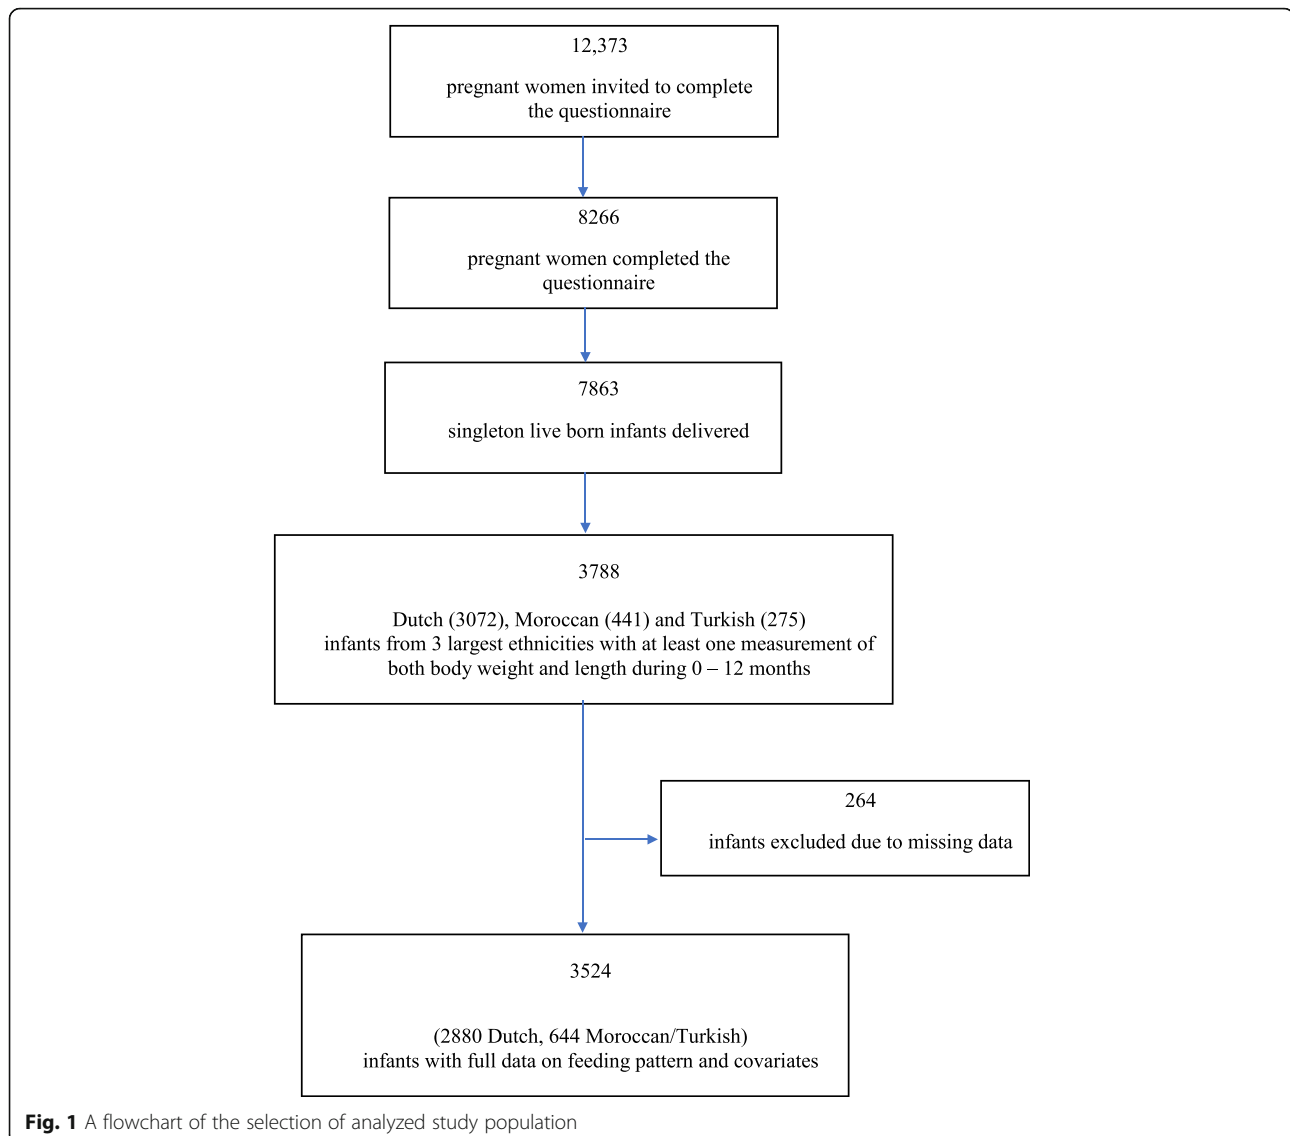 12,373
pregnant women invited to complete
the questionnaire
8266
pregnant women completed the
questionnaire
7863
singleton live born infants delivered
3788
Dutch (3072), Moroccan (441) and Turkish (275)
infants from 3 largest ethnicities with at least one measurement of
both body weight and length during 0 – 12 months
264
infants excluded due to missing data
3524
(2880 Dutch, 644 Moroccan/Turkish)
infants with full data on feeding pattern and covariates
Fig. 1 A flowchart of the selection of analyzed study population